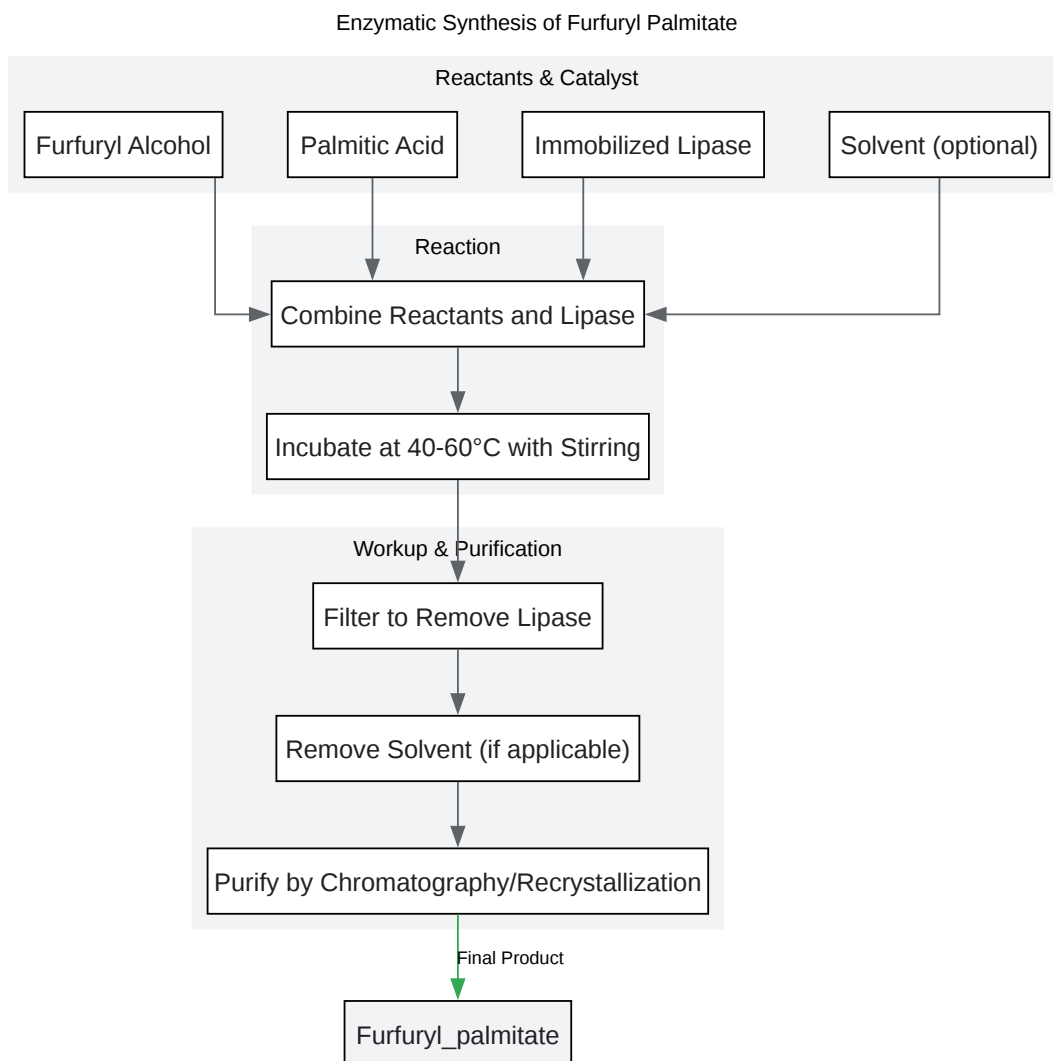 Enzymatic Synthesis of Furfuryl Palmitate
Reactants & Catalyst
Furfuryl Alcohol
Palmitic Acid
Immobilized Lipase
Solvent (optional)
Reaction
Combine Reactants and Lipase
Incubate at 40-60°C with Stirring
Workup & Purification
Filter to Remove Lipase
Remove Solvent (if applicable)
Purify by Chromatography/Recrystallization
Final Product
Furfuryl_palmitate